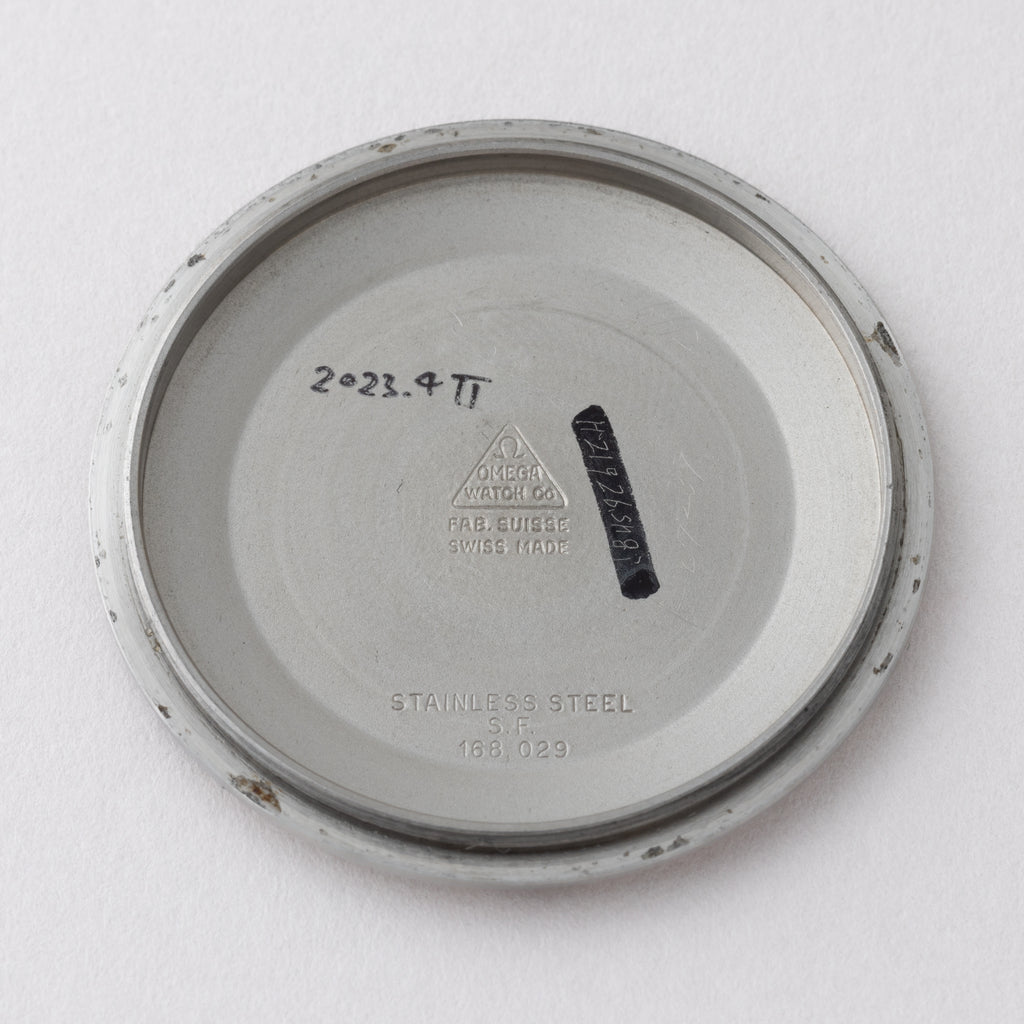 2023.4 TT
Ω
OMEGA
WATCH Co
FAB. SUISSE
SWISS MADE
STAINLESS STEEL
S.F.
168,029